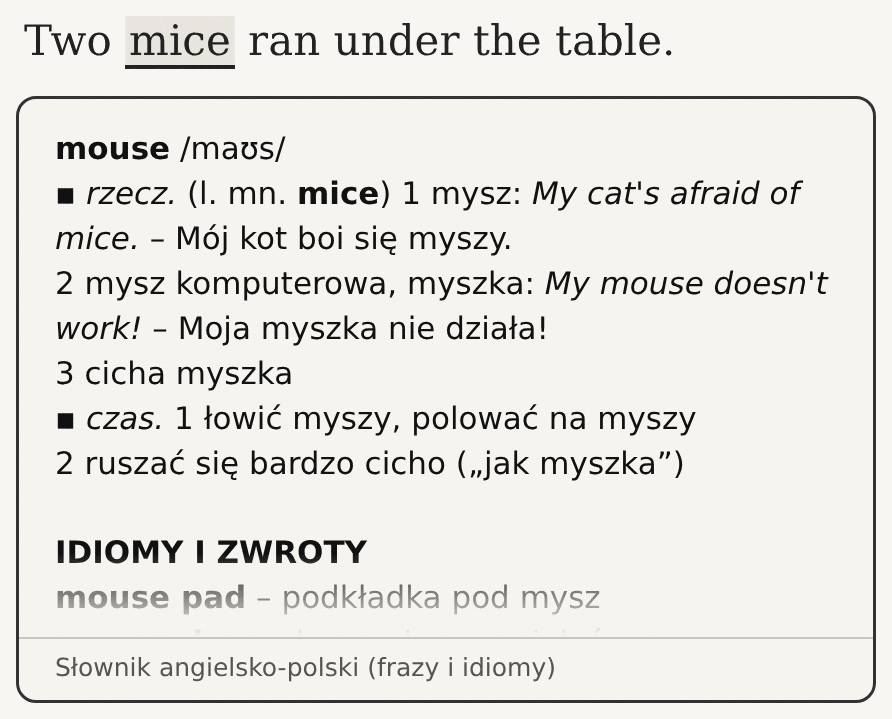 Two mice ran under the table.
mouse /maʊs/
▪ rzecz. (l. mn. mice) 1 mysz: My cat's afraid of
mice. – Mój kot boi się myszy.
2 mysz komputerowa, myszka: My mouse doesn't
work! – Moja myszka nie działa!
3 cicha myszka
▪ czas. 1 łowić myszy, polować na myszy
2 ruszać się bardzo cicho („jak myszka”)
IDIOMY I ZWROTY
mouse pad – podkładka pod mysz
Słownik angielsko-polski (frazy i idiomy)